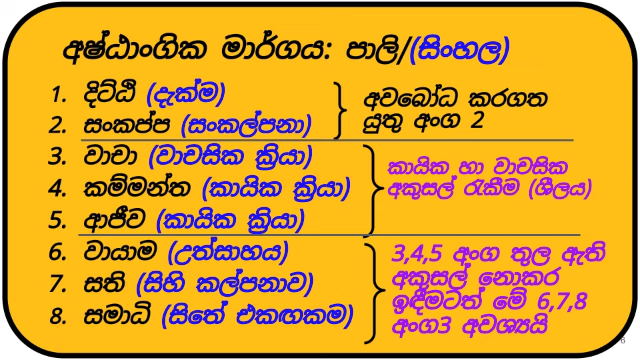 අෂ්ඨාංගික මාර්ගය: පාලි/(සිංහල)
1. දිට්ඨි (දැක්ම)
2. සංකප්ප (සංකල්පනා)
අවබෝධ කරගත
යුතු අංග 2
3. වාචා (වාචසික ක්‍රියා)
4. කම්මන්ත (කායික ක්‍රියා)
5. ආජීව (කායික ක්‍රියා)
කායික හා වාචසික
අකුසල් රැකීම (ශීලය)
6. වායාම (උත්සාහය)
7. සති (සිහි කල්පනාව)
8. සමාධි (සිතේ එකඟකම)
3,4,5 අංග තුල ඇති
අකුසල් නොකර
ඉඳීමටත් මේ 6,7,8
අංග3 අවශ්‍යයි
6